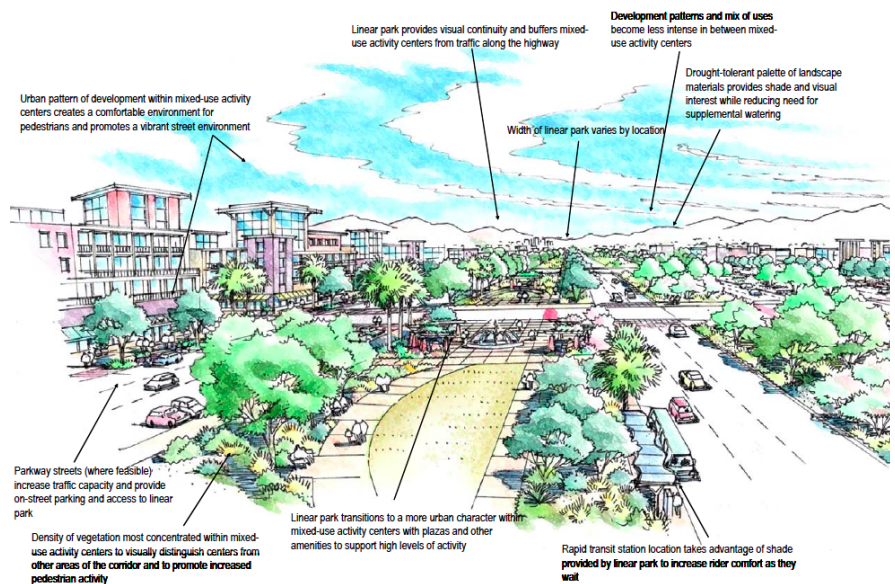 Linear park provides visual continuity and buffers mixed-
use activity centers from traffic along the highway
Development patterns and mix of uses
become less intense in between mixed-
use activity centers
Drought-tolerant palette of landscape
materials provides shade and visual
interest while reducing need for
supplemental watering
Urban pattern of development within mixed-use activity
centers creates a comfortable environment for
pedestrians and promotes a vibrant street environment
Width of linear park varies by location
Parkway streets (where feasible)
increase traffic capacity and provide
on-street parking and access to linear
park
Density of vegetation most concentrated within mixed-
use activity centers to visually distinguish centers from
other areas of the corridor and to promote increased
pedestrian activity
Linear park transitions to a more urban character within
mixed-use activity centers with plazas and other
amenities to support high levels of activity
Rapid transit station location takes advantage of shade
provided by linear park to increase rider comfort as they
wait